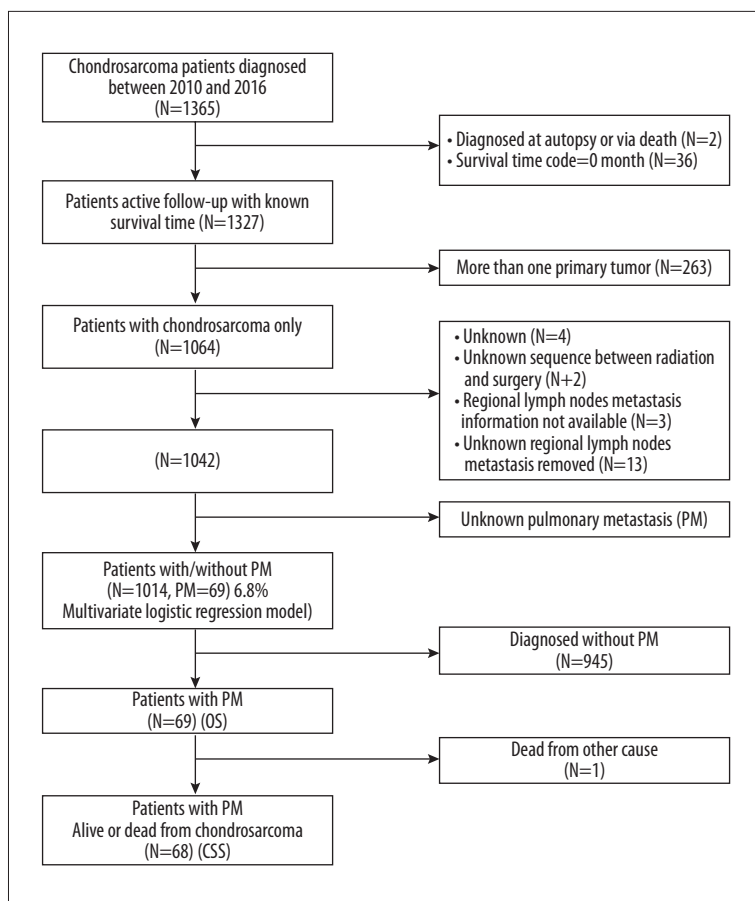 Chondrosarcoma patients diagnosed
between 2010 and 2016
(N=1365)
• Diagnosed at autopsy or via death (N=2)
• Survival time code=0 month (N=36)
Patients active follow-up with known
survival time (N=1327)
More than one primary tumor (N=263)
Patients with chondrosarcoma only
(N=1064)
• Unknown (N=4)
• Unknown sequence between radiation
and surgery (N+2)
• Regional lymph nodes metastasis
information not available (N=3)
• Unknown regional lymph nodes
metastasis removed (N=13)
(N=1042)
Unknown pulmonary metastasis (PM)
Patients with/without PM
(N=1014, PM=69) 6.8%
Multivariate logistic regression model)
Diagnosed without PM
(N=945)
Patients with PM
(N=69) (OS)
Dead from other cause
(N=1)
Patients with PM
Alive or dead from chondrosarcoma
(N=68) (CSS)